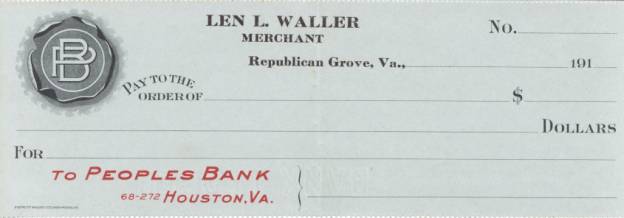 LEN L. WALLER
MERCHANT
No.
Republican Grove, Va., 191
PB
PAY TO THE
ORDER OF $
DOLLARS
FOR
TO PEOPLES BANK
68-272 HOUSTON, VA.